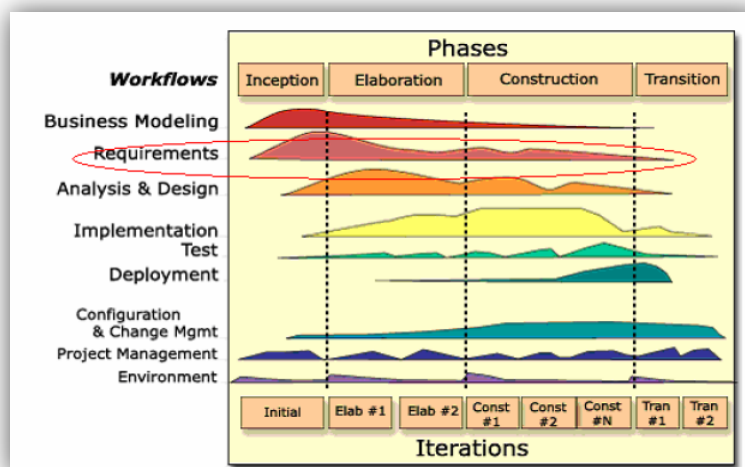 Phases
Workflows
Inception
Elaboration
Construction
Transition
Business Modeling
Requirements
Analysis & Design
Implementation
Test
Deployment
Configuration
& Change Mgmt
Project Management
Environment
Initial
Elab #1
Elab #2
Const
#1
Const
#2
Const
#N
Tran
#1
Tran
#2
Iterations